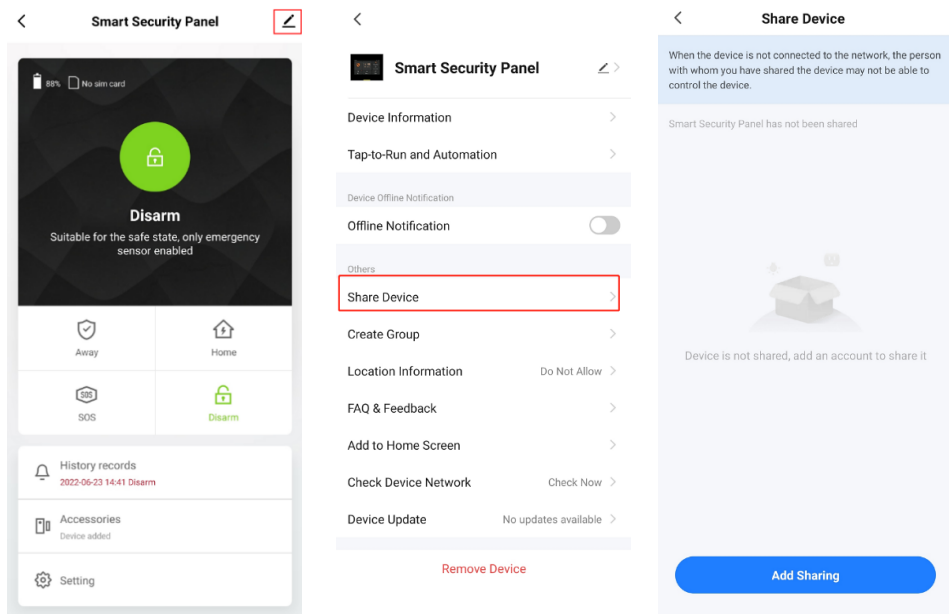 Smart Security Panel
88%
No sim card
Disarm
Suitable for the safe state, only emergency
sensor enabled
Away
Home
SOS
SOS
Disarm
History records
2022-06-23 14:41 Disarm
Accessories
Device added
Setting
Smart Security Panel
Device Information
Tap-to-Run and Automation
Device Offline Notification
Offline Notification
Others
Share Device
Create Group
Location Information
Do Not Allow
FAQ & Feedback
Add to Home Screen
Check Device Network
Check Now
Device Update
No updates available
Remove Device
Share Device
When the device is not connected to the network, the person
with whom you have shared the device may not be able to
control the device.
Smart Security Panel has not been shared
Device is not shared, add an account to share it
Add Sharing